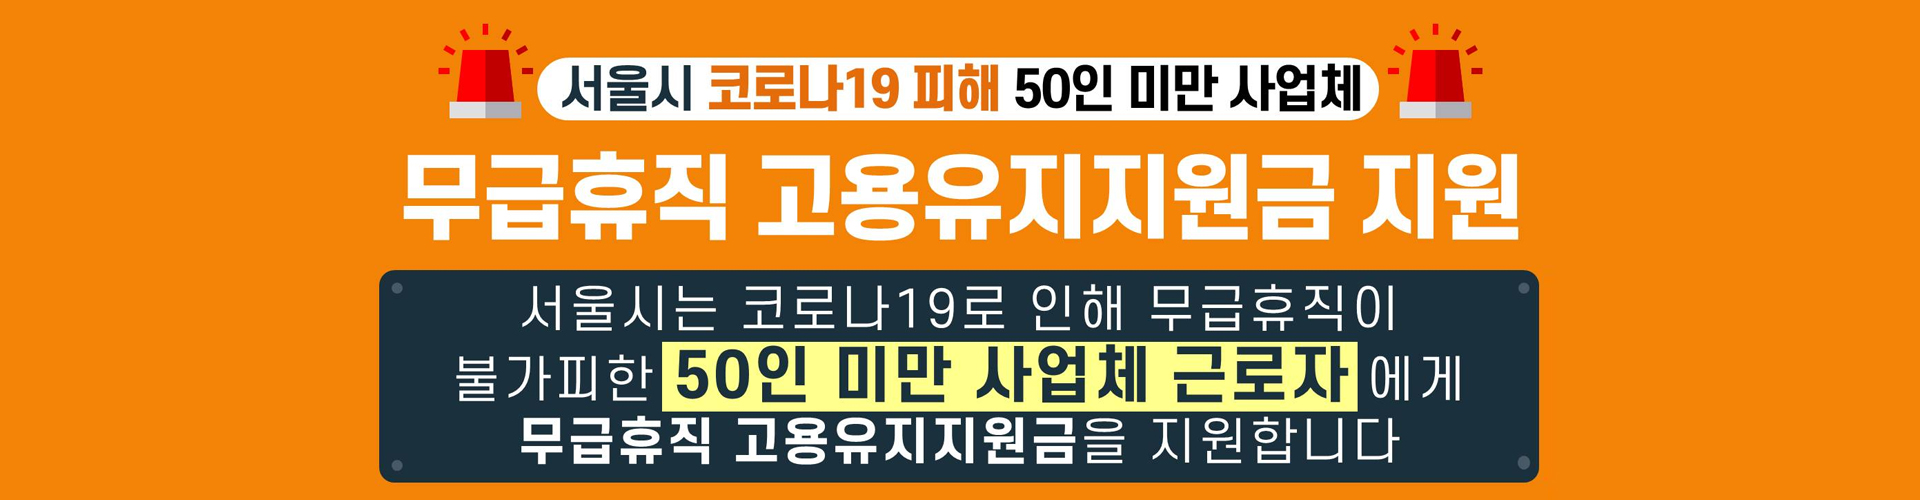 서울시 코로나19 피해 50인 미만 사업체
무급휴직 고용유지지원금 지원
서울시는 코로나19로 인해 무급휴직이
불가피한 50인 미만 사업체 근로자에게
무급휴직 고용유지지원금을 지원합니다